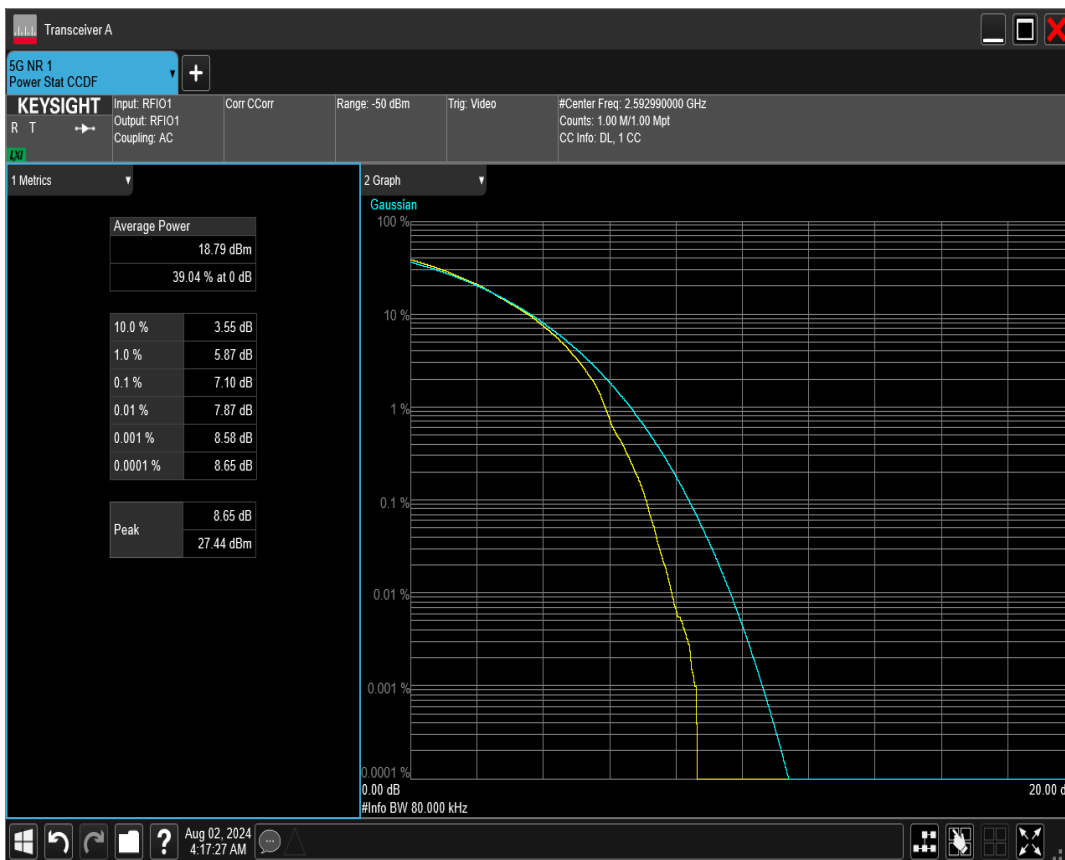 Transceiver A
5G NR 1
Power Stat CCDF
+
KEYSIGHT
R T
LXI
Input: RFIO1
Output: RFIO1
Coupling: AC
Corr CCorr
Range: -50 dBm
Trig: Video
#Center Freq: 2.592990000 GHz
Counts: 1.00 M/1.00 Mpt
CC Info: DL, 1 CC
1 Metrics
Average Power
18.79 dBm
39.04 % at 0 dB
10.0 % 3.55 dB
1.0 % 5.87 dB
0.1 % 7.10 dB
0.01 % 7.87 dB
0.001 % 8.58 dB
0.0001 % 8.65 dB
Peak
8.65 dB
27.44 dBm
2 Graph
Gaussian
100 %
10 %
1 %
0.1 %
0.01 %
0.001 %
0.0001 %
0.00 dB
20.00 d
#Info BW 80.000 kHz
?
Aug 02, 2024
4:17:27 AM